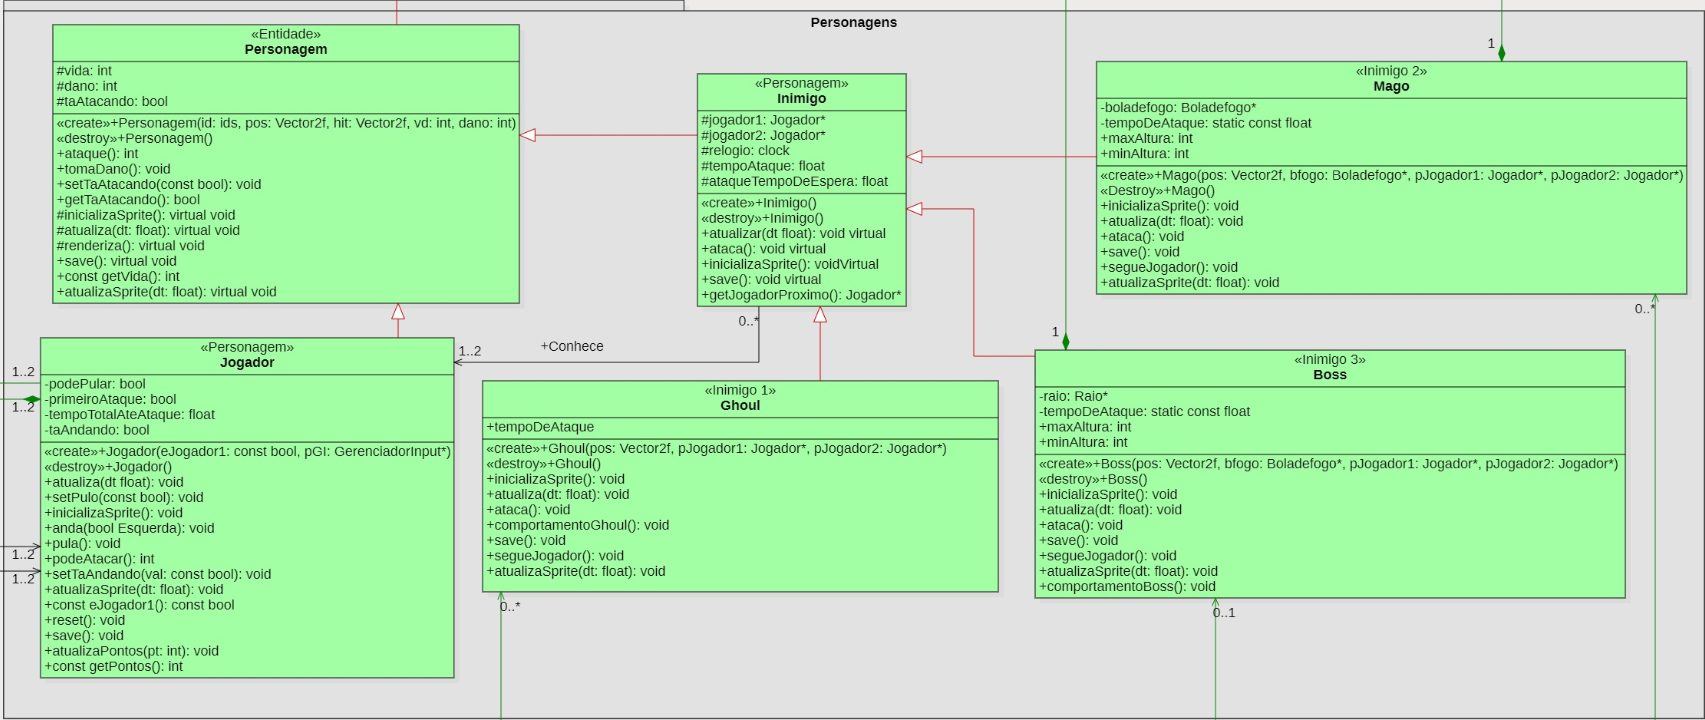 Personagens
«Entidade»
Personagem
#vida: int
#dano: int
#taAtacando: bool
«create»+Personagem(id: ids, pos: Vector2f, hit: Vector2f, vd: int, dano: int)
«destroy»+Personagem()
+ataque(): int
+tomaDano(): void
+setTaAtacando(const bool): void
+getTaAtacando(): bool
#inicializaSprite(): virtual void
#atualiza(dt: float): virtual void
#renderiza(): virtual void
+save(): virtual void
+const getVida(): int
+atualizaSprite(dt: float): virtual void
«Personagem»
Inimigo
#jogador1: Jogador*
#jogador2: Jogador*
#relogio: clock
#tempoAtaque: float
#ataqueTempoDeEspera: float
«create»+Inimigo()
«destroy»+Inimigo()
+atualizar(dt float): void virtual
+ataca(): void virtual
+inicializaSprite(): voidVirtual
+save(): void virtual
+getJogadorProximo(): Jogador*
0..*
1..2
+Conhece
1
«Inimigo 2»
Mago
-boladefogo: Boladefogo*
-tempoDeAtaque: static const float
+maxAltura: int
+minAltura: int
«create»+Mago(pos: Vector2f, bfogo: Boladefogo*, pJogador1: Jogador*, pJogador2: Jogador*)
«Destroy»+Mago()
+inicializaSprite(): void
+atualiza(dt: float): void
+ataca(): void
+save(): void
+segueJogador(): void
+atualizaSprite(dt: float): void
0..*
«Personagem»
Jogador
-podePular: bool
-primeiroAtaque: bool
-tempoTotalAteAtaque: float
-taAndando: bool
«create»+Jogador(eJogador1: const bool, pGI: GerenciadorInput*)
«destroy»+Jogador()
+atualiza(dt float): void
+setPulo(const bool): void
+inicializaSprite(): void
+anda(bool Esquerda): void
+pula(): void
+podeAtacar(): int
+setTaAndando(val: const bool): void
+atualizaSprite(dt: float): void
+const eJogador1(): const bool
+reset(): void
+save(): void
+atualizaPontos(pt: int): void
+const getPontos(): int
1..2
1..2
1..2
1..2
«Inimigo 1»
Ghoul
+tempoDeAtaque
«create»+Ghoul(pos: Vector2f, pJogador1: Jogador*, pJogador2: Jogador*)
«destroy»+Ghoul()
+inicializaSprite(): void
+atualiza(dt: float): void
+ataca(): void
+comportamentoGhoul(): void
+save(): void
+segueJogador(): void
+atualizaSprite(dt: float): void
0..*
1
«Inimigo 3»
Boss
-raio: Raio*
-tempoDeAtaque: static const float
+maxAltura: int
+minAltura: int
«create»+Boss(pos: Vector2f, bfogo: Boladefogo*, pJogador1: Jogador*, pJogador2: Jogador*)
«destroy»+Boss()
+inicializaSprite(): void
+atualiza(dt: float): void
+ataca(): void
+save(): void
+segueJogador(): void
+atualizaSprite(dt: float): void
+comportamentoBoss(): void
0..1